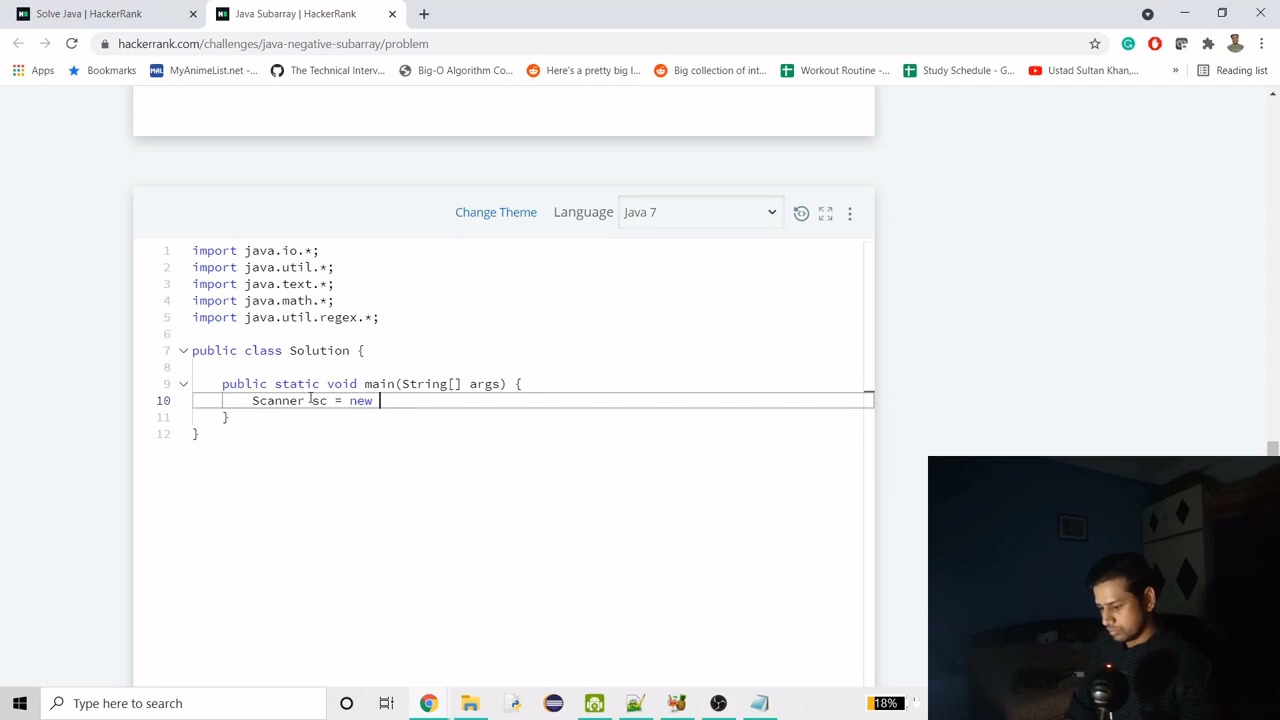 Solve Java | HackerRank
Java Subarray | HackerRank
hackerrank.com/challenges/java-negative-subarray/problem
Apps
Bookmarks
MyAnimeList.net -...
The Technical Interv...
Big-O Algorithm Co...
Here's a pretty big l...
Big collection of int...
Workout Routine -...
Study Schedule - G...
Ustad Sultan Khan,...
»
Reading list
Change Theme
Language
Java 7
1 import java.io.*;
2 import java.util.*;
3 import java.text.*;
4 import java.math.*;
5 import java.util.regex.*;
6
7 public class Solution {
8
9 public static void main(String[] args) {
10 Scanner sc = new
11 }
12 }
Type here to search
18%